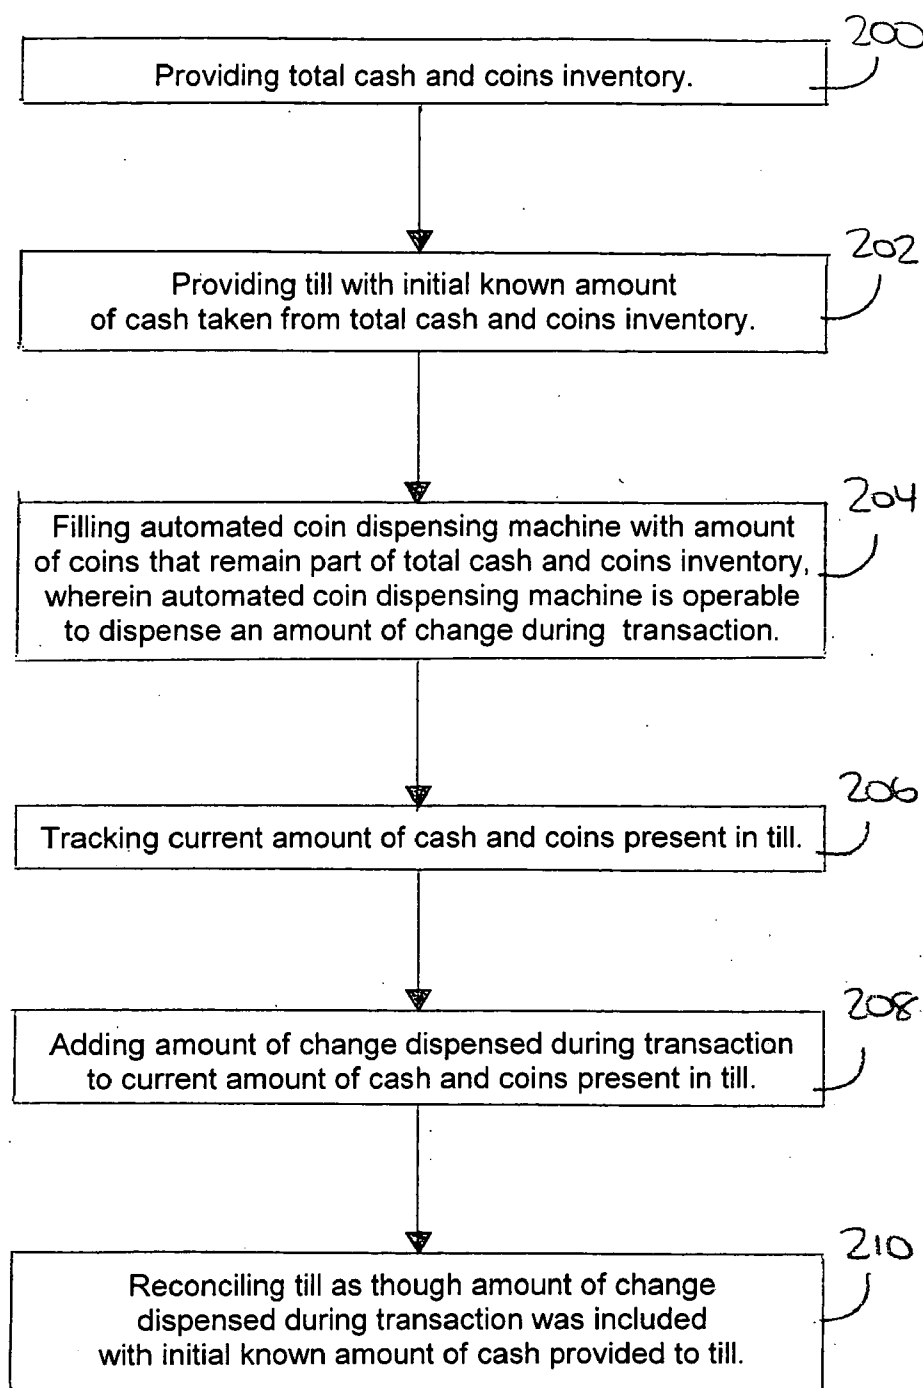 200
Providing total cash and coins inventory.
202
Providing till with initial known amount
of cash taken from total cash and coins inventory.
204
Filling automated coin dispensing machine with amount
of coins that remain part of total cash and coins inventory,
wherein automated coin dispensing machine is operable
to dispense an amount of change during transaction.
206
Tracking current amount of cash and coins present in till.
208
Adding amount of change dispensed during transaction
to current amount of cash and coins present in till.
210
Reconciling till as though amount of change
dispensed during transaction was included
with initial known amount of cash provided to till.